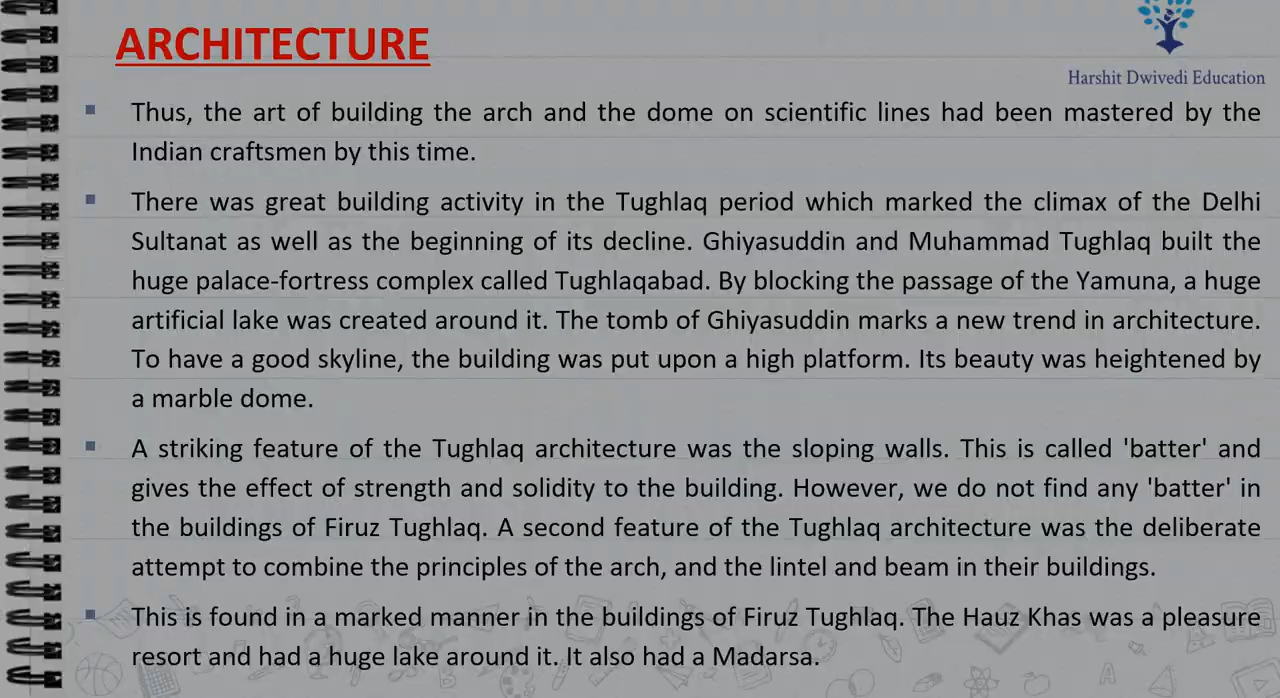 ARCHITECTURE
Harshit Dwivedi Education
▪ Thus, the art of building the arch and the dome on scientific lines had been mastered by the
Indian craftsmen by this time.
▪ There was great building activity in the Tughlaq period which marked the climax of the Delhi
Sultanat as well as the beginning of its decline. Ghiyasuddin and Muhammad Tughlaq built the
huge palace-fortress complex called Tughlaqabad. By blocking the passage of the Yamuna, a huge
artificial lake was created around it. The tomb of Ghiyasuddin marks a new trend in architecture.
To have a good skyline, the building was put upon a high platform. Its beauty was heightened by
a marble dome.
▪ A striking feature of the Tughlaq architecture was the sloping walls. This is called 'batter' and
gives the effect of strength and solidity to the building. However, we do not find any 'batter' in
the buildings of Firuz Tughlaq. A second feature of the Tughlaq architecture was the deliberate
attempt to combine the principles of the arch, and the lintel and beam in their buildings.
▪ This is found in a marked manner in the buildings of Firuz Tughlaq. The Hauz Khas was a pleasure
resort and had a huge lake around it. It also had a Madarsa.